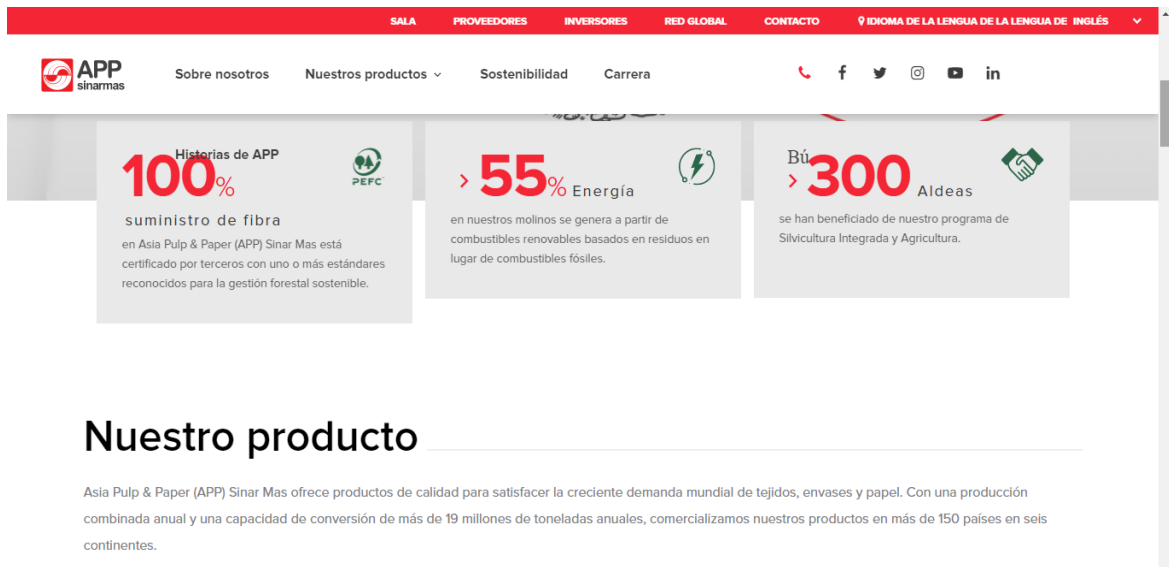 SALA PROVEEDORES INVERSORES RED GLOBAL CONTACTO IDIOMA DE LA LENGUA DE LA LENGUA DE INGLÉS
APP
sinarmas
Sobre nosotros Nuestros productos Sostenibilidad Carrera
Historias de APP
100%
PEFC
suministro de fibra
en Asia Pulp & Paper (APP) Sinar Mas está
certificado por terceros con uno o más estándares
reconocidos para la gestión forestal sostenible.
> 55% Energía
en nuestros molinos se genera a partir de
combustibles renovables basados en residuos en
lugar de combustibles fósiles.
Bú
> 300 Aldeas
se han beneficiado de nuestro programa de
Silvicultura Integrada y Agricultura.
Nuestro producto
Asia Pulp & Paper (APP) Sinar Mas ofrece productos de calidad para satisfacer la creciente demanda mundial de tejidos, envases y papel. Con una producción
combinada anual y una capacidad de conversión de más de 19 millones de toneladas anuales, comercializamos nuestros productos en más de 150 países en seis
continentes.